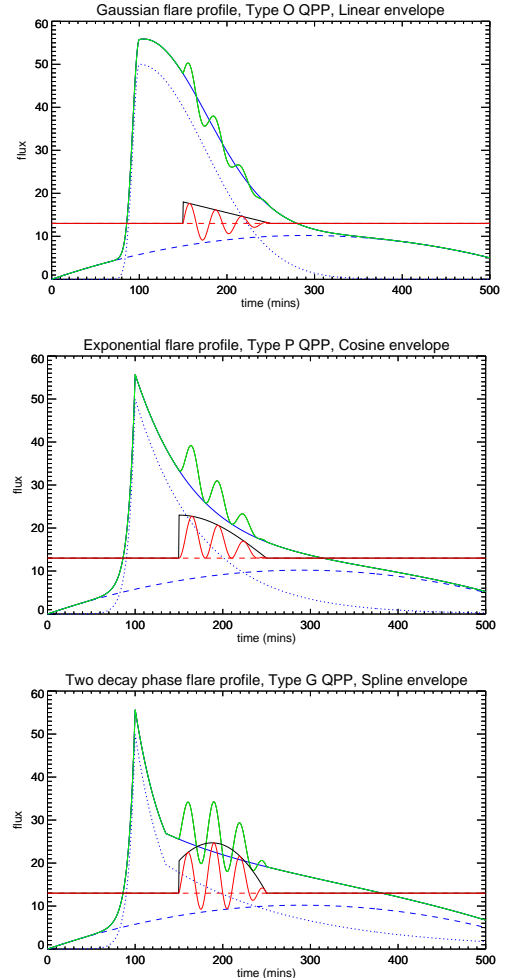 Gaussian flare profile, Type O QPP, Linear envelope
60
50
40
30
20
10
0
flux
0 100 200 300 400 500
time (mins)
Exponential flare profile, Type P QPP, Cosine envelope
60
50
40
30
20
10
0
flux
0 100 200 300 400 500
time (mins)
Two decay phase flare profile, Type G QPP, Spline envelope
60
50
40
30
20
10
0
flux
0 100 200 300 400 500
time (mins)